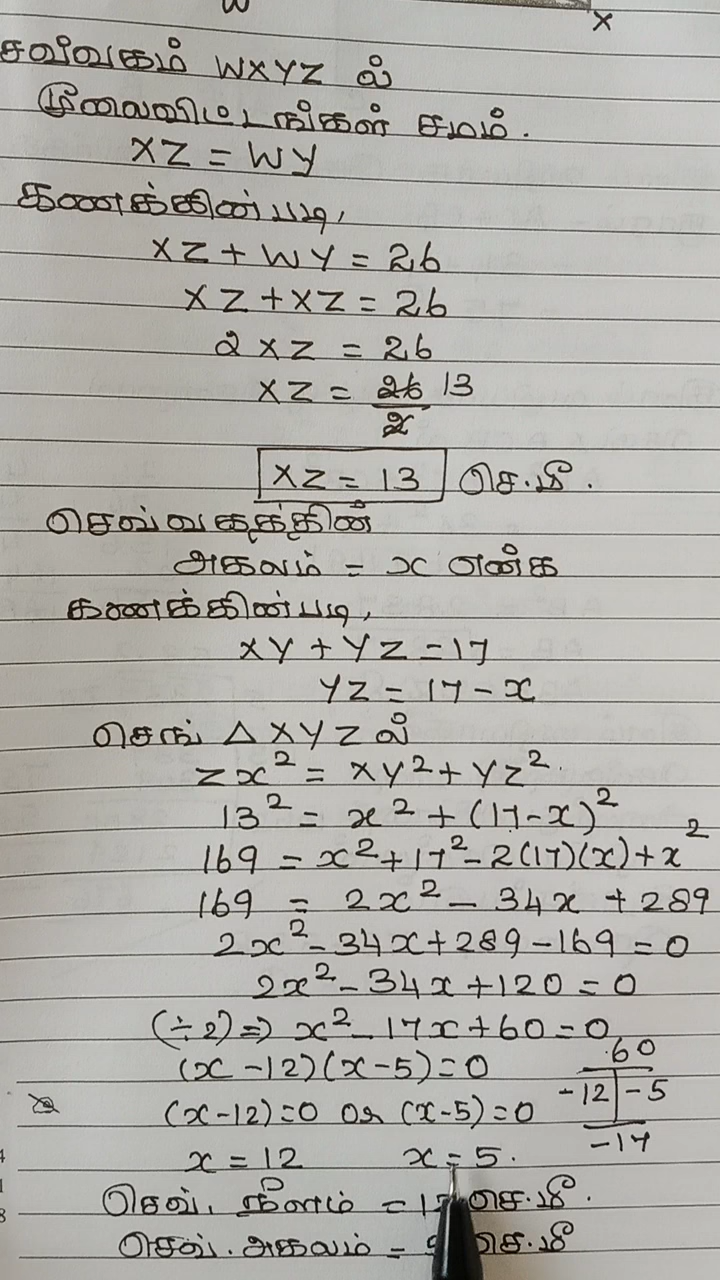 W
X
செவ்வகம் WXYZ ல்
மூலைவிட்டங்கள் சமம்.
XZ = WY
கணக்கின்படி,
XZ + WY = 26
XZ + XZ = 26
2 XZ = 26
XZ = 26/2 13
XZ = 13 செ.மீ.
செவ்வகத்தின்
அகலம் = x என்க
கணக்கின்படி,
XY + YZ = 17
YZ = 17 - x
செங் Δ XYZ ல்
ZX² = XY² + YZ².
13² = x² + (17-x)²
169 = x² + 17² - 2(17)(x) + x²
169 = 2x² - 34x + 289
2x² - 34x + 289 - 169 = 0
2x² - 34x + 120 = 0
(÷2) ⇒ x² - 17x + 60 = 0
(x - 12)(x - 5) = 0 60
(x - 12) = 0 or (x - 5) = 0 -12 | -5
x = 12 x = 5. -17
செவ். நீளம் = செ.மீ.
செவ். அகலம் = செ.மீ